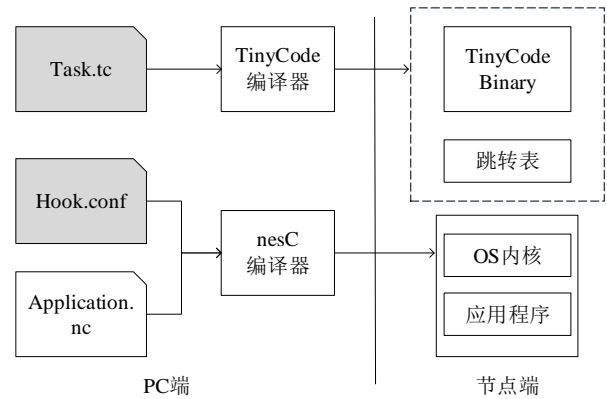 Task.tc
TinyCode
编译器
TinyCode
Binary
跳转表
Hook.conf
Application.
nc
nesC
编译器
OS内核
应用程序
PC端
节点端